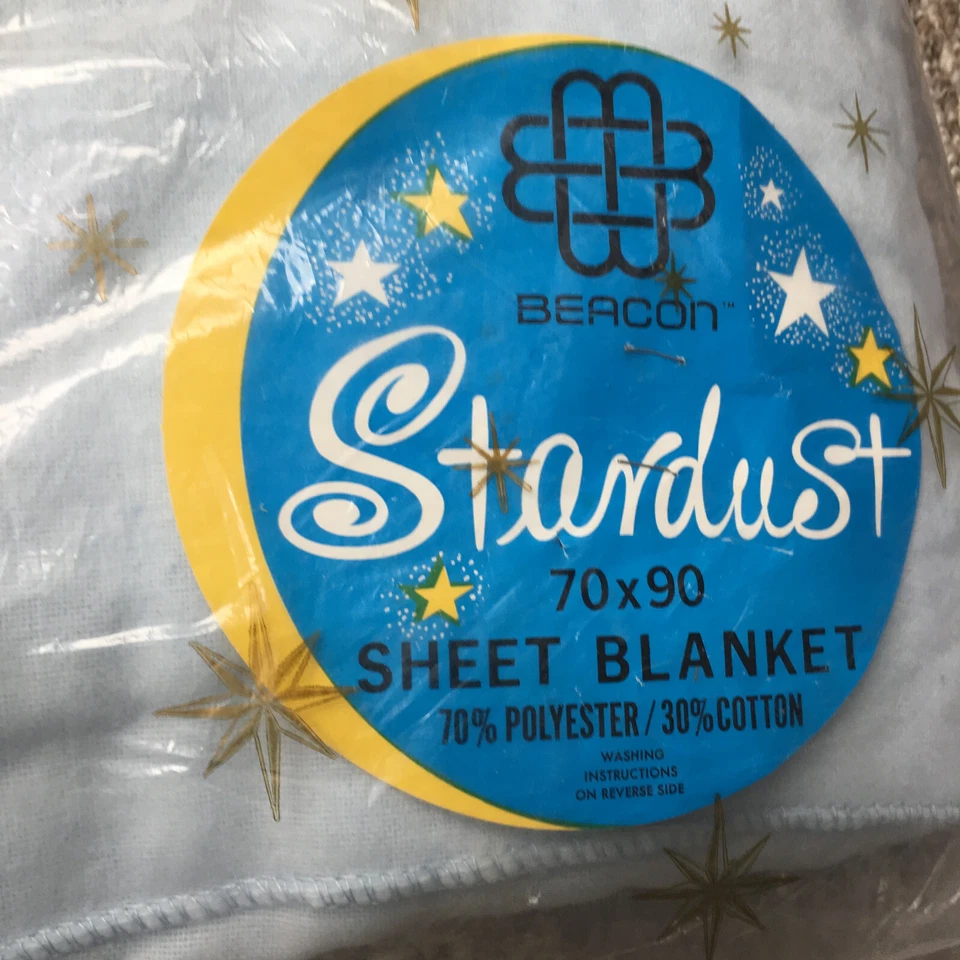 BEACON™
Stardust
70x90
SHEET BLANKET
70% POLYESTER / 30% COTTON
WASHING
INSTRUCTIONS
ON REVERSE SIDE